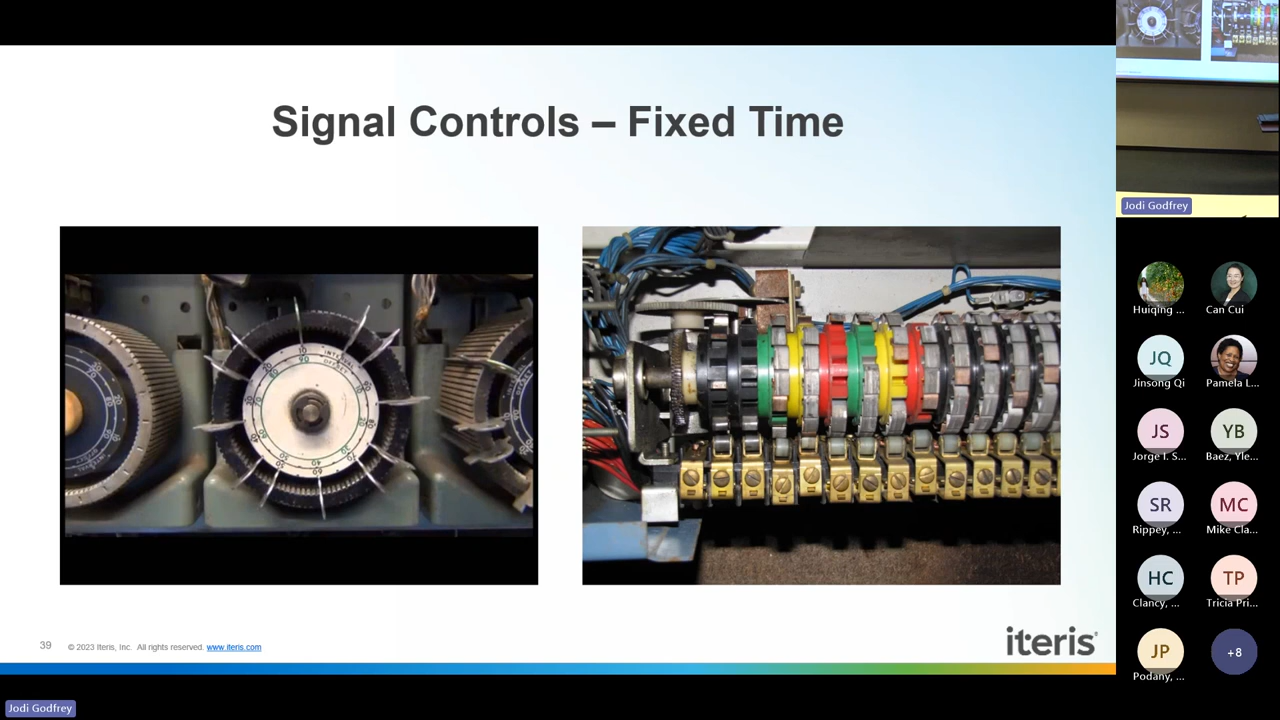 Signal Controls – Fixed Time
INTERVAL
OFFSET
39
© 2023 Iteris, Inc. All rights reserved. www.iteris.com
iteris
Jodi Godfrey
Jodi Godfrey
Huiqing ...
Can Cui
JQ
Jinsong Qi
Pamela L...
JS
Jorge I. S...
YB
Baez, Yle...
SR
Rippey, ...
MC
Mike Cla...
HC
Clancy, ...
TP
Tricia Pri...
JP
Podany, ...
+8